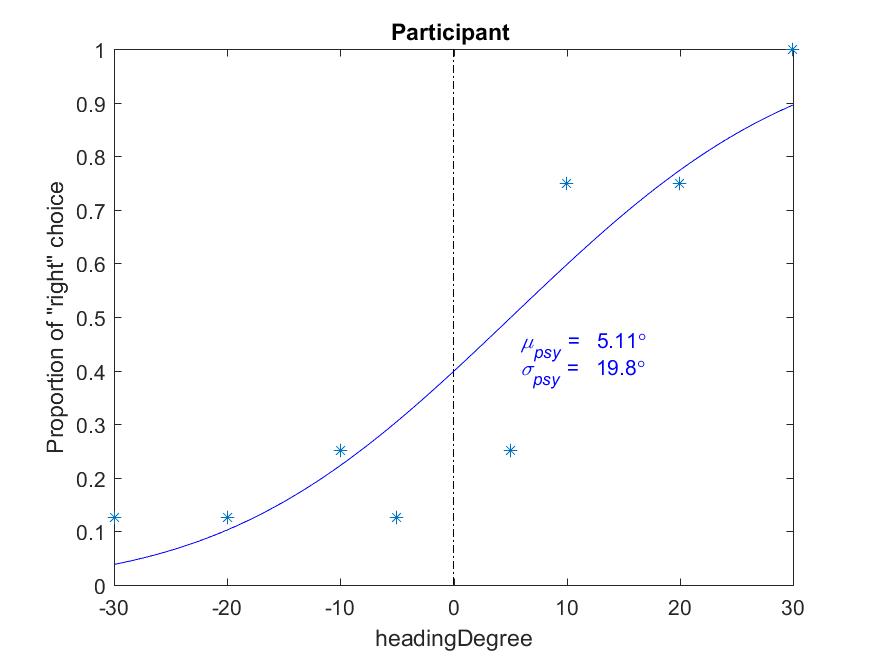 Participant
1
0.9
0.8
0.7
0.6
0.5
0.4
0.3
0.2
0.1
0
Proportion of "right" choice
μpsy = 5.11°
σpsy = 19.8°
-30 -20 -10 0 10 20 30
headingDegree